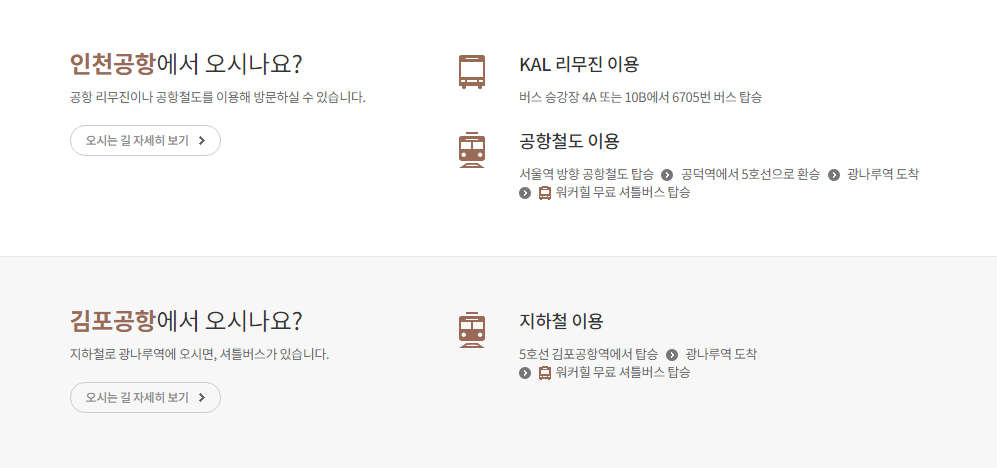 인천공항에서 오시나요?
공항 리무진이나 공항철도를 이용해 방문하실 수 있습니다.
오시는 길 자세히 보기
KAL 리무진 이용
버스 승강장 4A 또는 10B에서 6705번 버스 탑승
공항철도 이용
서울역 방향 공항철도 탑승 공덕역에서 5호선으로 환승 광나루역 도착
워커힐 무료 셔틀버스 탑승
김포공항에서 오시나요?
지하철로 광나루역에 오시면, 셔틀버스가 있습니다.
오시는 길 자세히 보기
지하철 이용
5호선 김포공항역에서 탑승 광나루역 도착
워커힐 무료 셔틀버스 탑승